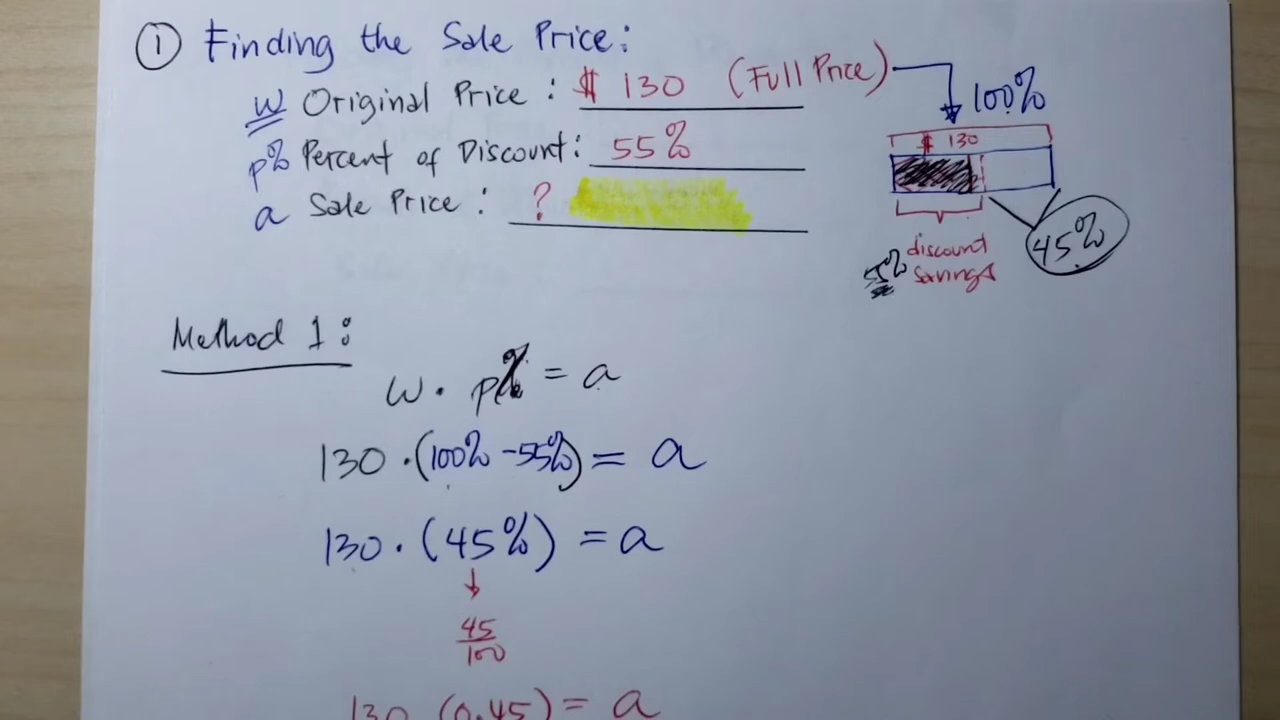 ① Finding the Sale Price:
w Original Price: $ 130 (Full Price)
100%
p% Percent of Discount: 55%
$ 130
a Sale Price: ?
45%
55% discount
savings
Method 1:
w · p% = a
130 · (100% - 55%) = a
130 · (45%) = a
↓
45
100
130 (0.45) = a